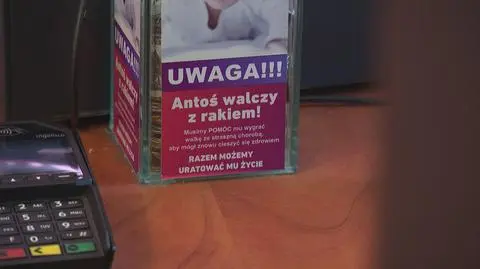 UWAGA!!!
Antoś walczy
z rakiem!
Musimy POMÓC mu wygrać
walkę ze straszną chorobą,
aby mógł znowu cieszyć się zdrowiem
RAZEM MOŻEMY
URATOWAĆ MU ŻYCIE
ingenico